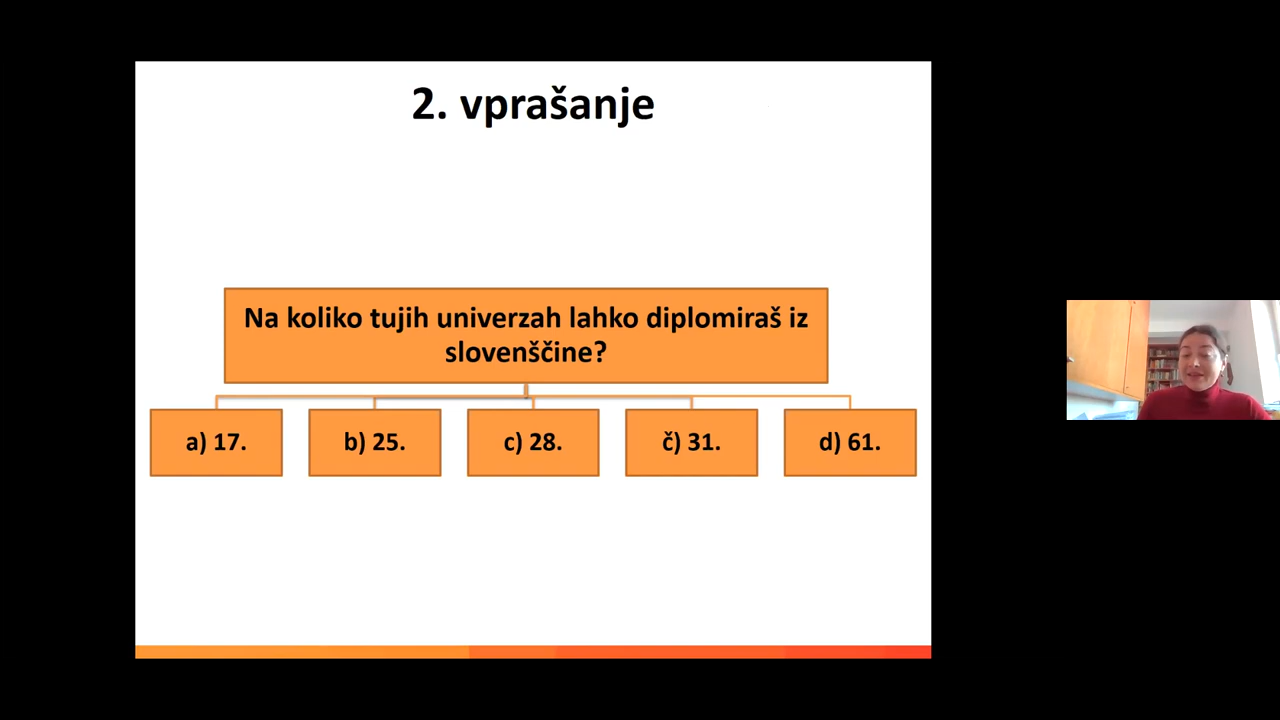 2. vprašanje
Na koliko tujih univerzah lahko diplomiraš iz
slovenščine?
a) 17.
b) 25.
c) 28.
č) 31.
d) 61.